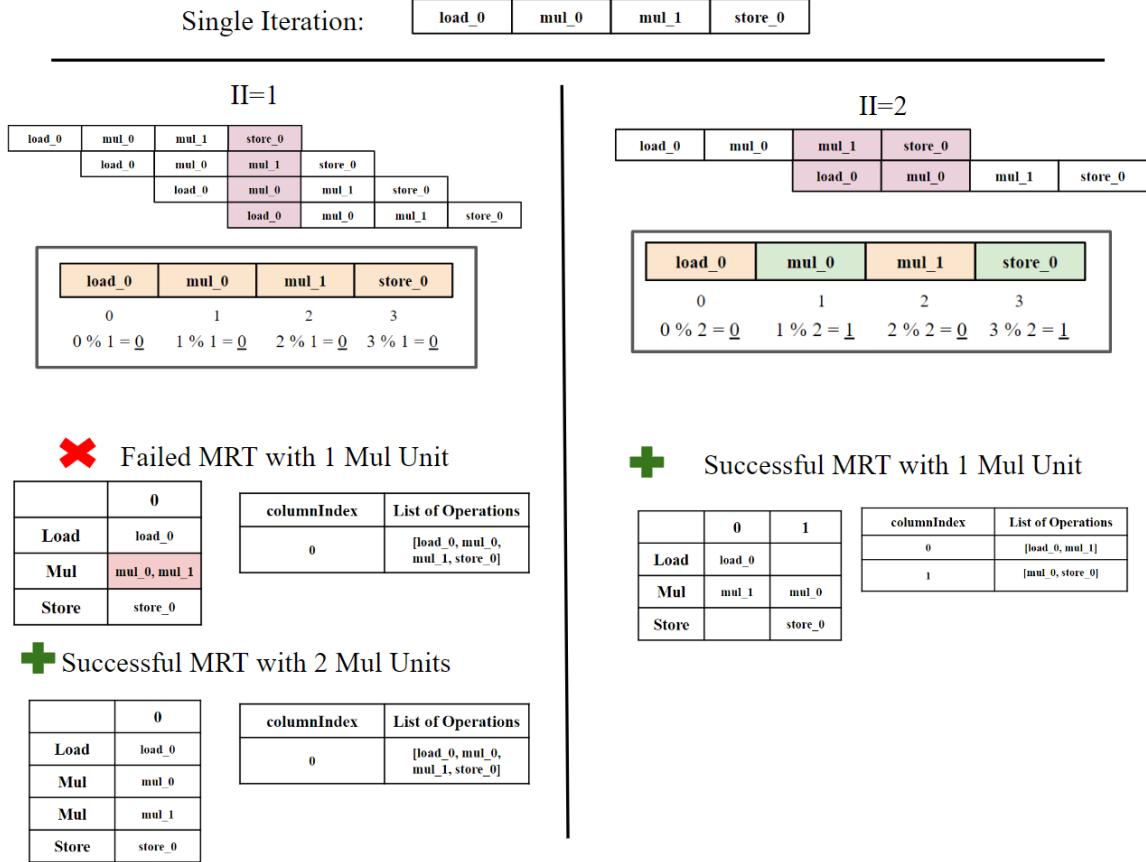 Single Iteration:
load_0 mul_0 mul_1 store_0
II=1
load_0 mul_0 mul_1 store_0
load_0 mul_0 mul_1 store_0
load_0 mul_0 mul_1 store_0
load_0 mul_0 mul_1 store_0
load_0 mul_0 mul_1 store_0
0 1 2 3
0 % 1 = 0 1 % 1 = 0 2 % 1 = 0 3 % 1 = 0
Failed MRT with 1 Mul Unit
0
Load load_0
Mul mul_0, mul_1
Store store_0
columnIndex List of Operations
0 [load_0, mul_0,
mul_1, store_0]
Successful MRT with 2 Mul Units
0
Load load_0
Mul mul_0
Mul mul_1
Store store_0
columnIndex List of Operations
0 [load_0, mul_0,
mul_1, store_0]
II=2
load_0 mul_0 mul_1 store_0
load_0 mul_0 mul_1 store_0
load_0 mul_0 mul_1 store_0
0 1 2 3
0 % 2 = 0 1 % 2 = 1 2 % 2 = 0 3 % 2 = 1
Successful MRT with 1 Mul Unit
0 1
Load load_0
Mul mul_1 mul_0
Store store_0
columnIndex List of Operations
0 [load_0, mul_1]
1 [mul_0, store_0]